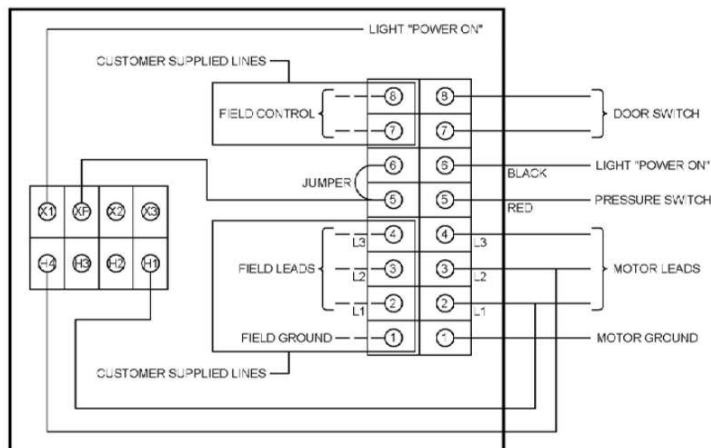 LIGHT "POWER ON"
CUSTOMER SUPPLIED LINES
8 8
FIELD CONTROL DOOR SWITCH
7 7
6 6 LIGHT "POWER ON"
JUMPER BLACK
5 5 PRESSURE SWITCH
RED
X1 XF X2 X3
4 4
L3 L3
H4 H3 H2 H1
FIELD LEADS 3 3 MOTOR LEADS
L2 L2
2 2
L1 L1
FIELD GROUND 1 1 MOTOR GROUND
CUSTOMER SUPPLIED LINES